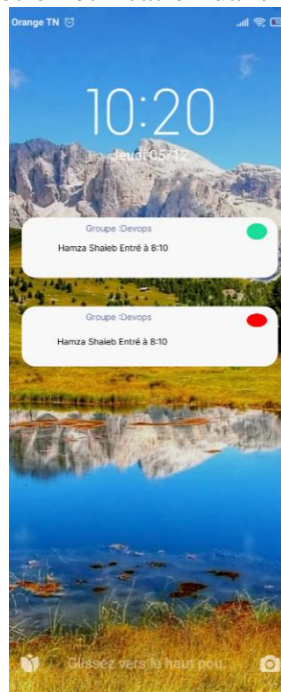 Orange TN
10:20
jeudi 05/12
Groupe :Devops
Hamza Shaieb Entré à 8:10
Groupe :Devops
Hamza Shaieb Entré à 8:10
Glissez vers le haut pou.